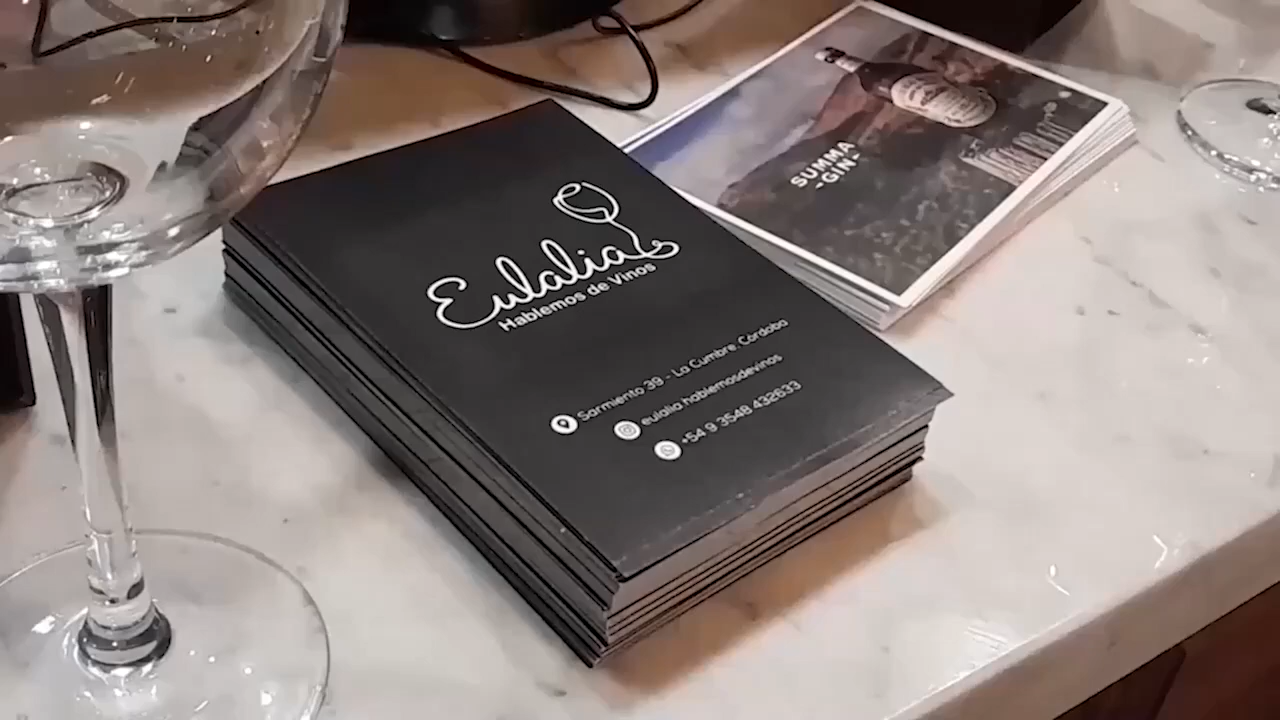 Eulalia
Hablemos de Vinos
Sarmiento 39 - La Cumbre, Córdoba
eulalia.hablemosdevinos
+54 9 3548 432633
SUMMA
-GIN-